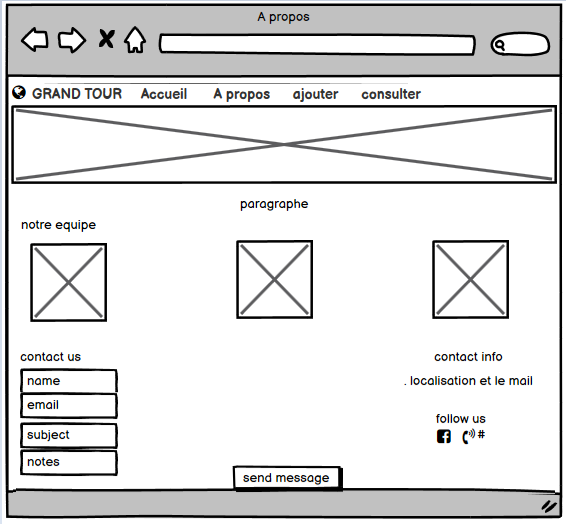 A propos
GRAND TOUR Accueil A propos ajouter consulter
paragraphe
notre equipe
contact us
contact info
name
. localisation et le mail
email
follow us
subject
#
notes
send message